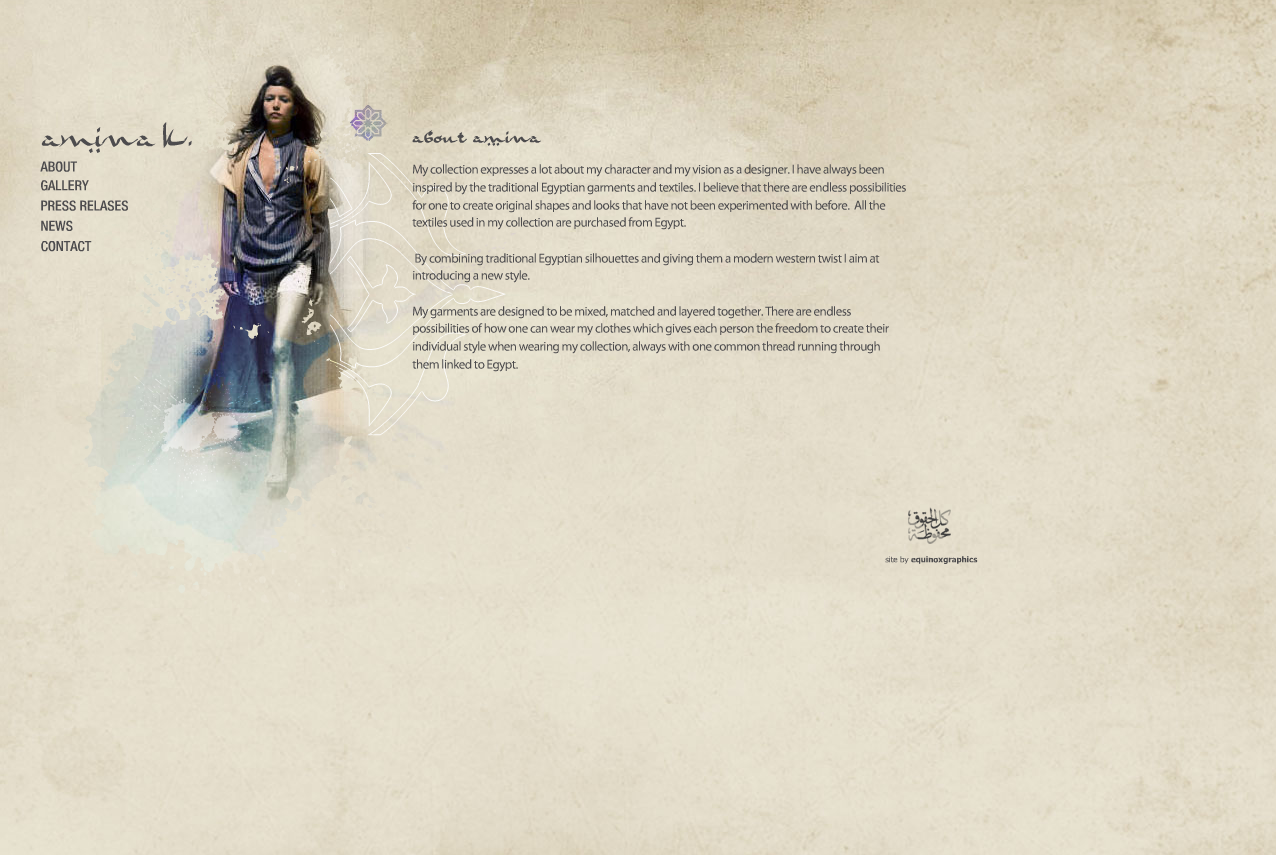 amina k.
ABOUT
GALLERY
PRESS RELASES
NEWS
CONTACT
about amina
My collection expresses a lot about my character and my vision as a designer. I have always been
inspired by the traditional Egyptian garments and textiles. I believe that there are endless possibilities
for one to create original shapes and looks that have not been experimented with before.  All the
textiles used in my collection are purchased from Egypt.
By combining traditional Egyptian silhouettes and giving them a modern western twist I aim at
introducing a new style.
My garments are designed to be mixed, matched and layered together. There are endless
possibilities of how one can wear my clothes which gives each person the freedom to create their
individual style when wearing my collection, always with one common thread running through
them linked to Egypt.
كل الحقوق
محفوظة
site by equinoxgraphics